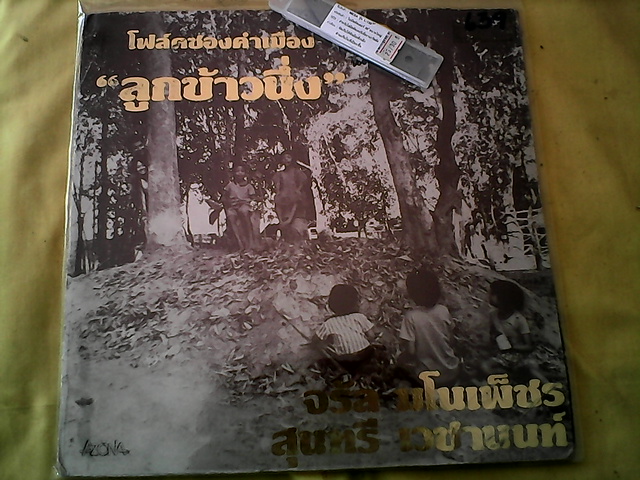 โฟล์คซองคำเมือง
"ลูกข้าวนึ่ง"
จรัล มโนเพ็ชร
สุนทรี เวชานนท์